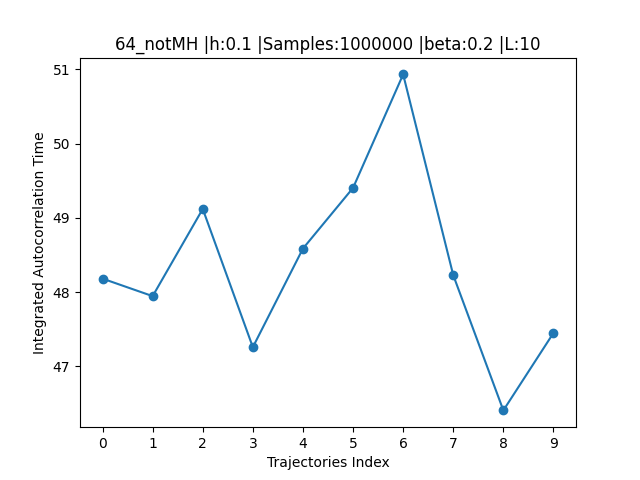 64_notMH |h:0.1 |Samples:1000000 |beta:0.2 |L:10
51
50
49
48
47
Integrated Autocorrelation Time
0 1 2 3 4 5 6 7 8 9
Trajectories Index